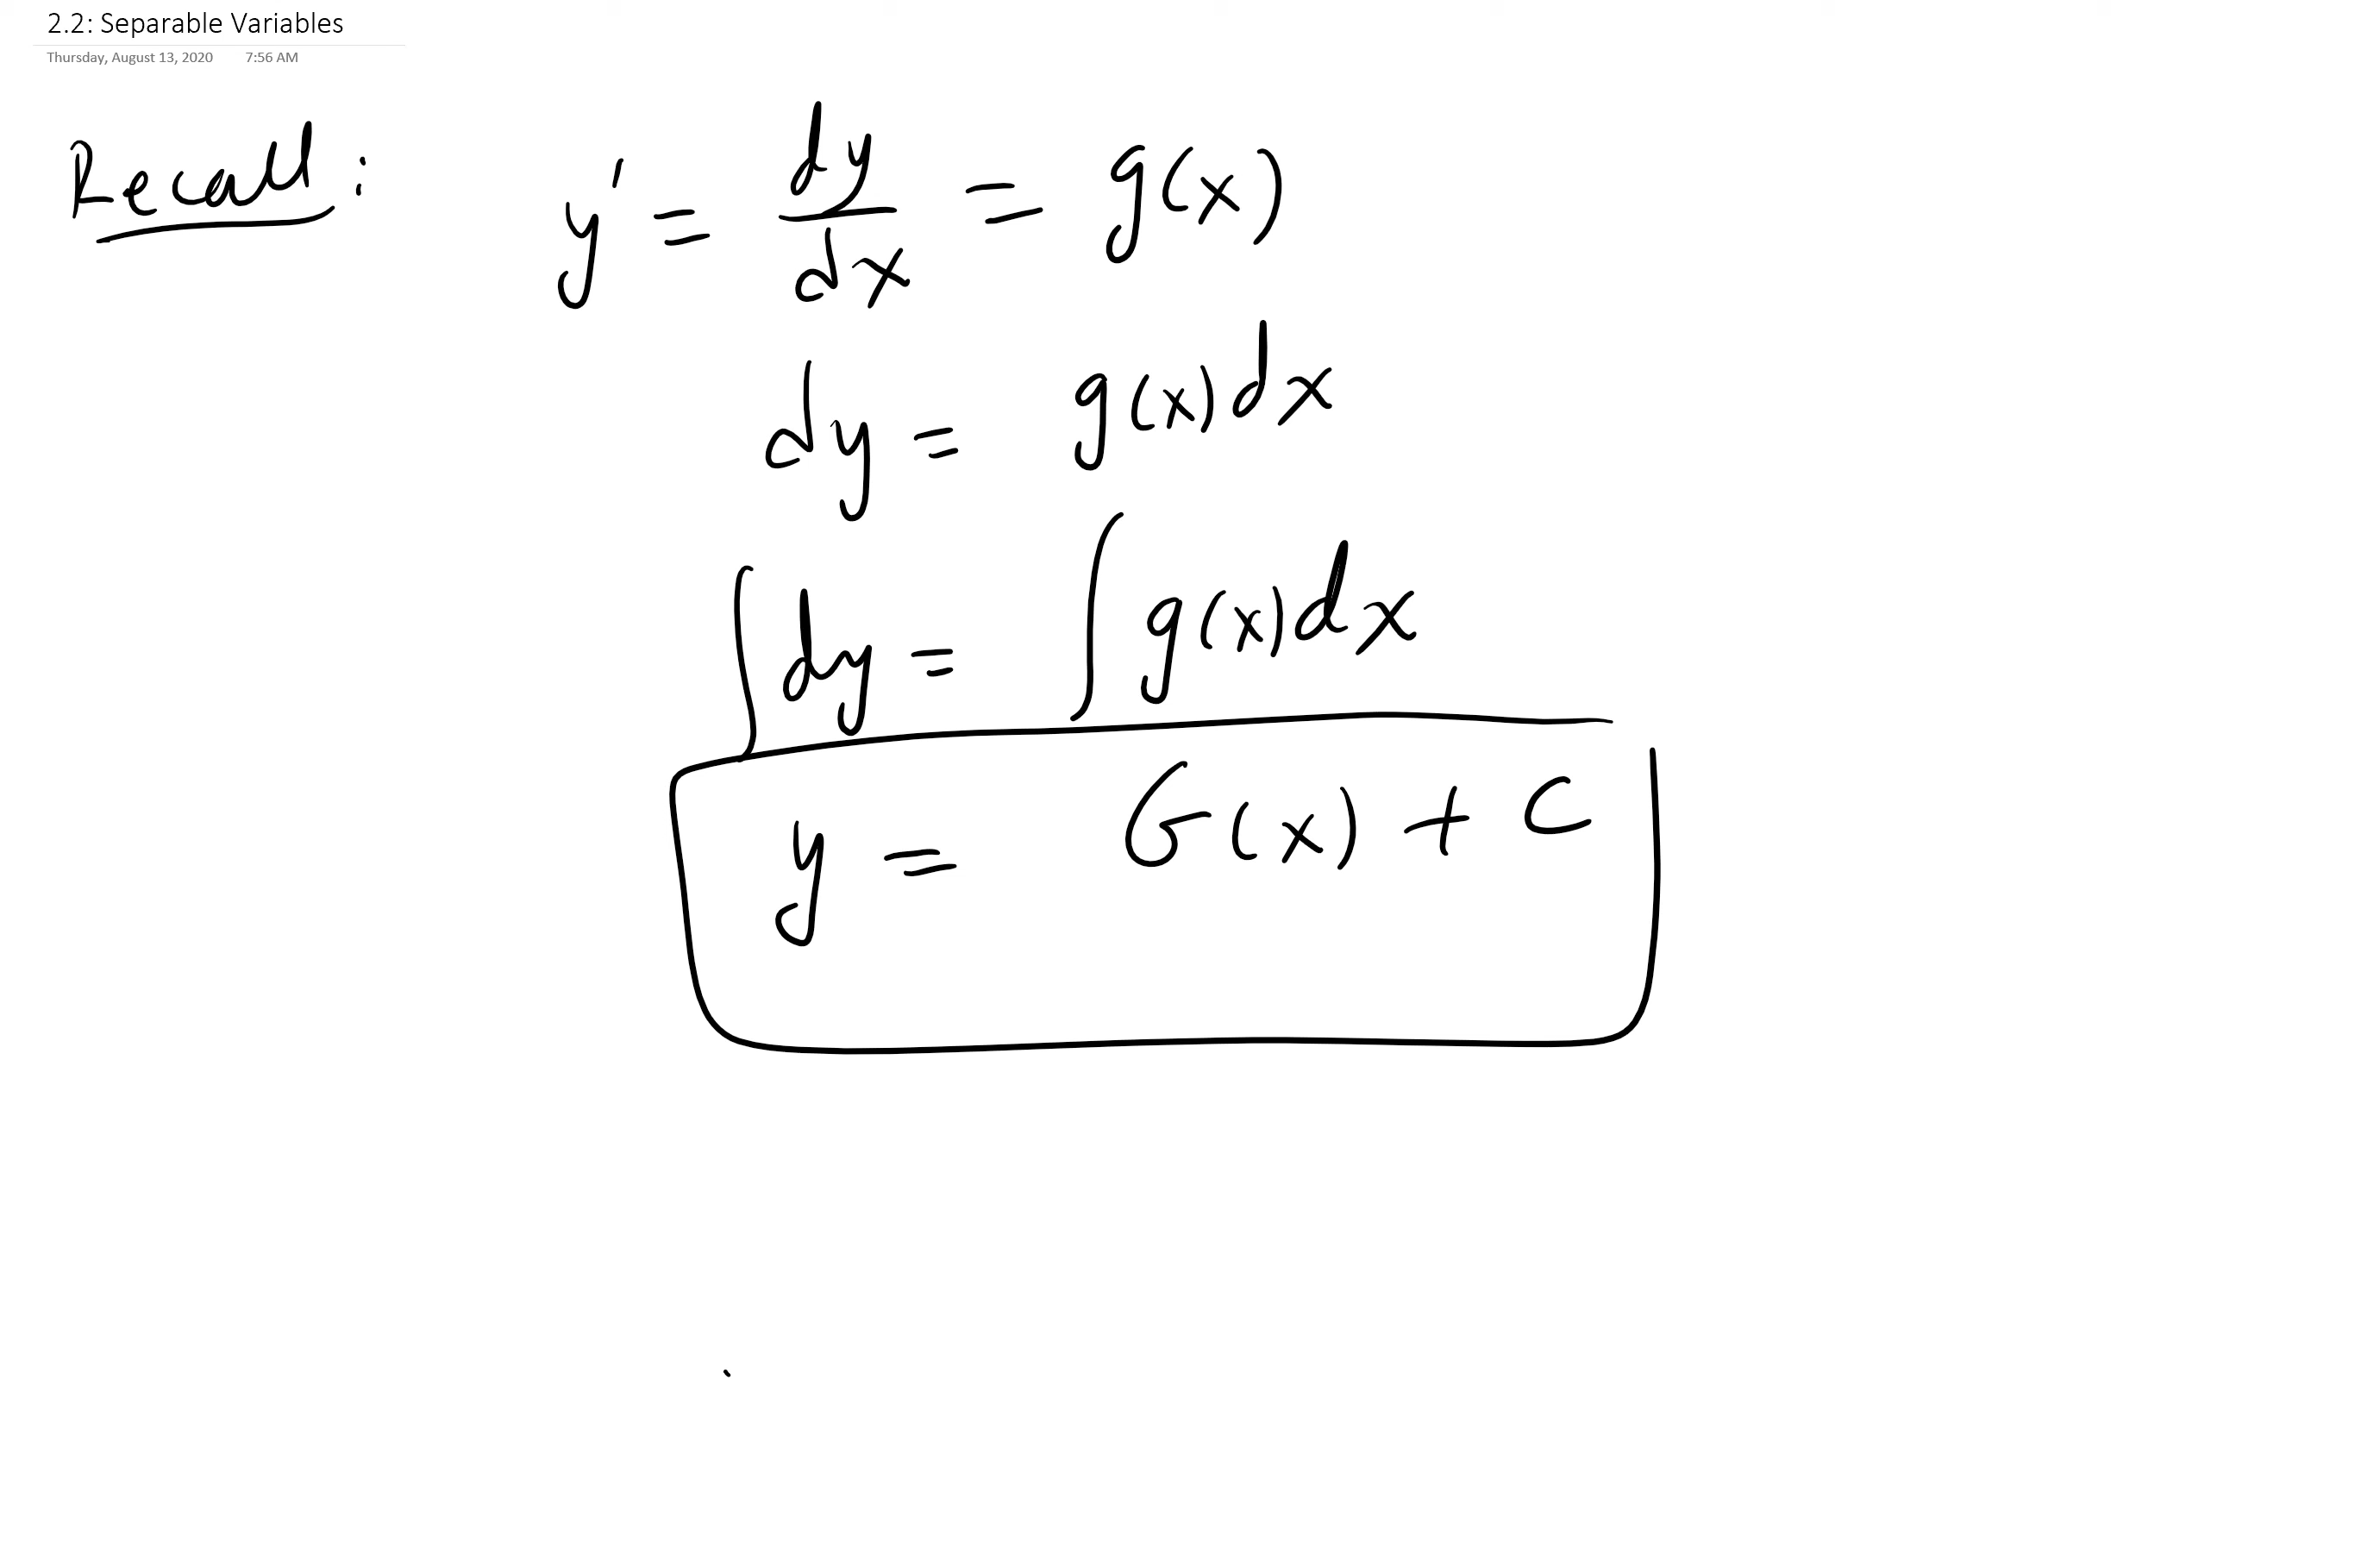 2.2: Separable Variables
Thursday, August 13, 2020 7:56 AM
Recall: y' = dy/dx = g(x)
dy = g(x)dx
∫dy = ∫g(x)dx
y = G(x) + C